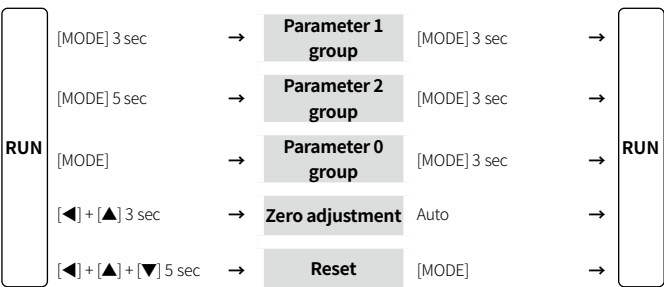 [MODE] 3 sec → Parameter 1 group [MODE] 3 sec →
[MODE] 5 sec → Parameter 2 group [MODE] 3 sec →
RUN [MODE] → Parameter 0 group [MODE] 3 sec → RUN
[◀] + [▲] 3 sec → Zero adjustment Auto →
[◀] + [▲] + [▼] 5 sec → Reset [MODE] →